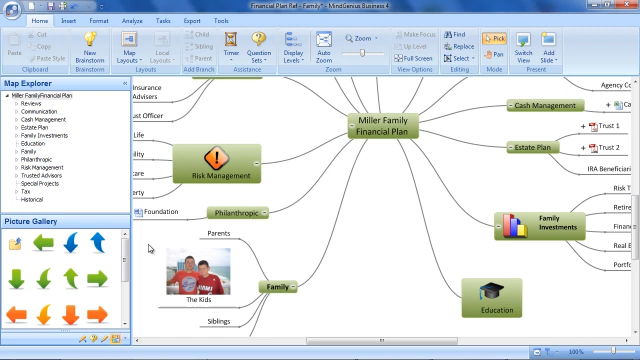 Financial Plan Raf - Family* - MindGenius Business 4
Home
Insert
Format
Analyze
Tasks
Export
Tools
Paste
Cut
Copy
Style
Clipboard
New
Brainstorm
Map
Layouts
Local
Layouts
Layouts
Child
Sibling
Parent
Add Branch
Timer
Question
Sets
Brainstorm
Display
Levels
Auto
Zoom
Zoom
Zoom
Make Focus
Full Screen
View Options
Find
Replace
Select
Editing
Pick
Pan
Mode
Switch
View
Add
Slide
Present
Map Explorer
Miller Family Financial Plan
Reviews
Communication
Cash Management
Estate Plan
Family Investments
Education
Family
Philanthropic
Risk Management
Trusted Advisors
Special Projects
Tax
Historical
Picture Gallery
Insurance
Advisers
ust Officer
Life
bility
care
erty
Risk Management
Foundation
Philanthropic
Parents
The Kids
Siblings
Family
Miller Family
Financial Plan
Agency Co
Cash Management
Ca
Trust 1
Estate Plan
Trust 2
IRA Beneficiari
Risk T
Retire
Family
Investments
Financ
Real E
Portfo
Education
100%